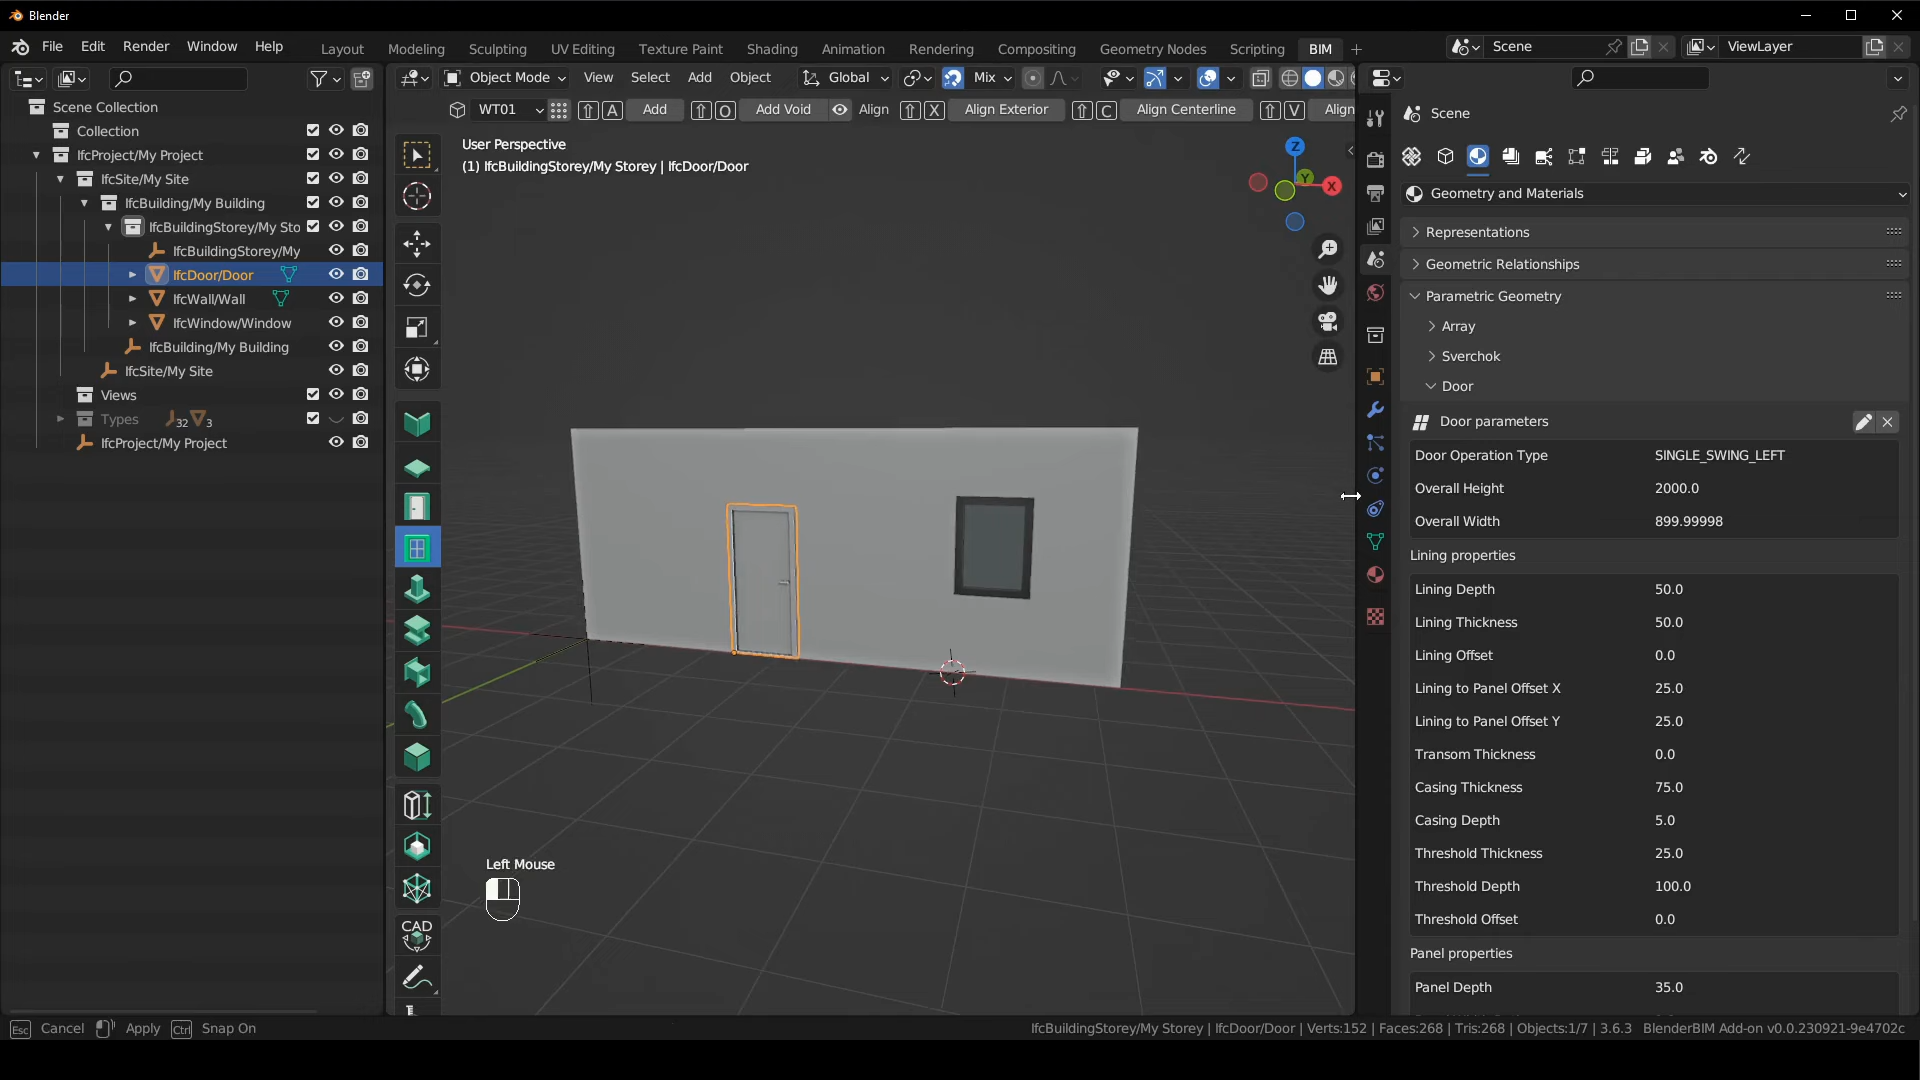 Blender
File Edit Render Window Help Layout Modeling Sculpting UV Editing Texture Paint Shading Animation Rendering Compositing Geometry Nodes Scripting BIM Scene ViewLayer
Object Mode View Select Add Object Global Mix
WT01 A Add O Add Void Align X Align Exterior C Align Centerline V Align
Scene Collection
Collection
IfcProject/My Project
IfcSite/My Site
IfcBuilding/My Building
IfcBuildingStorey/My Sto
IfcBuildingStorey/My
IfcDoor/Door
IfcWall/Wall
IfcWindow/Window
IfcBuilding/My Building
IfcSite/My Site
Views
Types 32 3
IfcProject/My Project
User Perspective
(1) IfcBuildingStorey/My Storey | IfcDoor/Door
Z
Y
X
CAD
Left Mouse
Scene
Geometry and Materials
Representations
Geometric Relationships
Parametric Geometry
Array
Sverchok
Door
Door parameters
Door Operation Type SINGLE_SWING_LEFT
Overall Height 2000.0
Overall Width 899.99998
Lining properties
Lining Depth 50.0
Lining Thickness 50.0
Lining Offset 0.0
Lining to Panel Offset X 25.0
Lining to Panel Offset Y 25.0
Transom Thickness 0.0
Casing Thickness 75.0
Casing Depth 5.0
Threshold Thickness 25.0
Threshold Depth 100.0
Threshold Offset 0.0
Panel properties
Panel Depth 35.0
Esc Cancel Apply Ctrl Snap On
IfcBuildingStorey/My Storey | IfcDoor/Door | Verts:152 | Faces:268 | Tris:268 | Objects:1/7 | 3.6.3 BlenderBIM Add-on v0.0.230921-9e4702c